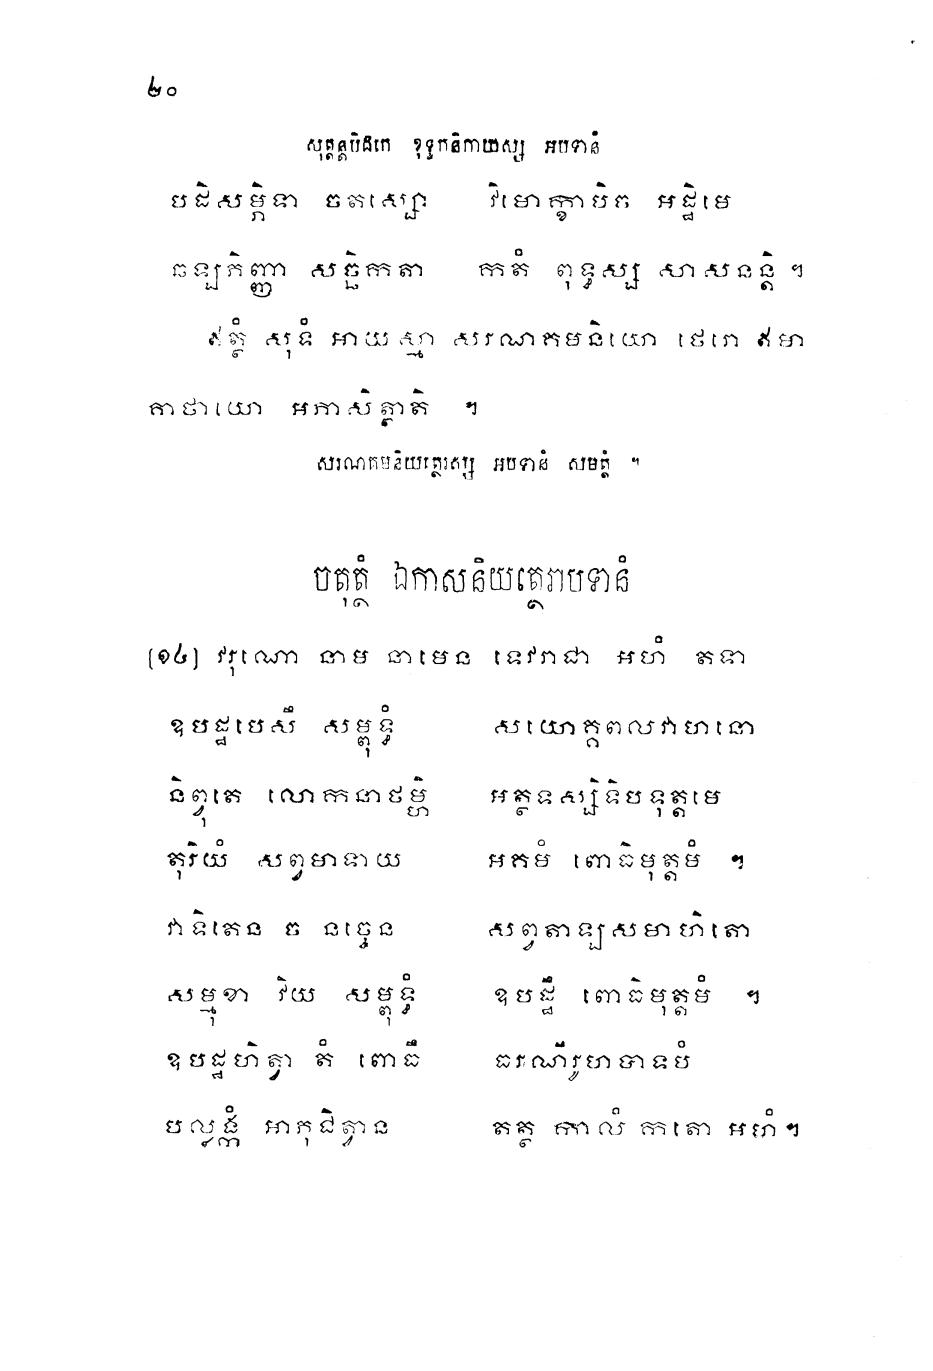 ២០
សុត្តន្តបិដកេ ខុទ្ទកនិកាយស្ស អបទានំ
បដិសម្ភិទា ចតស្សោ វិមោក្ខាបិច អដ្ឋិមេ
ឆឡភិញ្ញា សច្ឆិកតា កតំ ពុទ្ធស្ស សាសនន្តិ ។
ឥត្ថំ សុទំ អាយស្មា សរណគមនិយោ ថេរោ ឥមា
គាថាយោ អភាសិត្ថាតិ ។
សរណគមនិយត្ថេរស្ស អបទានំ សមត្តំ ។
ចតុត្ថំ ឯកាសនិយត្ថេរាបទានំ
[១៤] វរុណោ នាម នាមេន ទេវរាជា អហំ តទា
ឧបដ្ឋបេសឹ សម្ពុទ្ធំ សយោគ្គពលវាហនោ
និព្វុតេ លោកនាថម្ហិ អត្ថទស្សិទិបទុត្តមេ
តុរិយំ សព្វមាទាយ អគមំ ពោធិមុត្តមំ ។
វាទិតេន ច នច្ចេន សព្វតាឡសមាហិតោ
សម្មុខា វិយ សម្ពុទ្ធំ ឧបដ្ឋឹ ពោធិមុត្តមំ ។
ឧបដ្ឋហិត្វា តំ ពោធឹ ធរណីរូហបាទបំ
បល្លង្កំ អាភុជិត្វាន តត្ថ កាលំ កតោ អហំ។